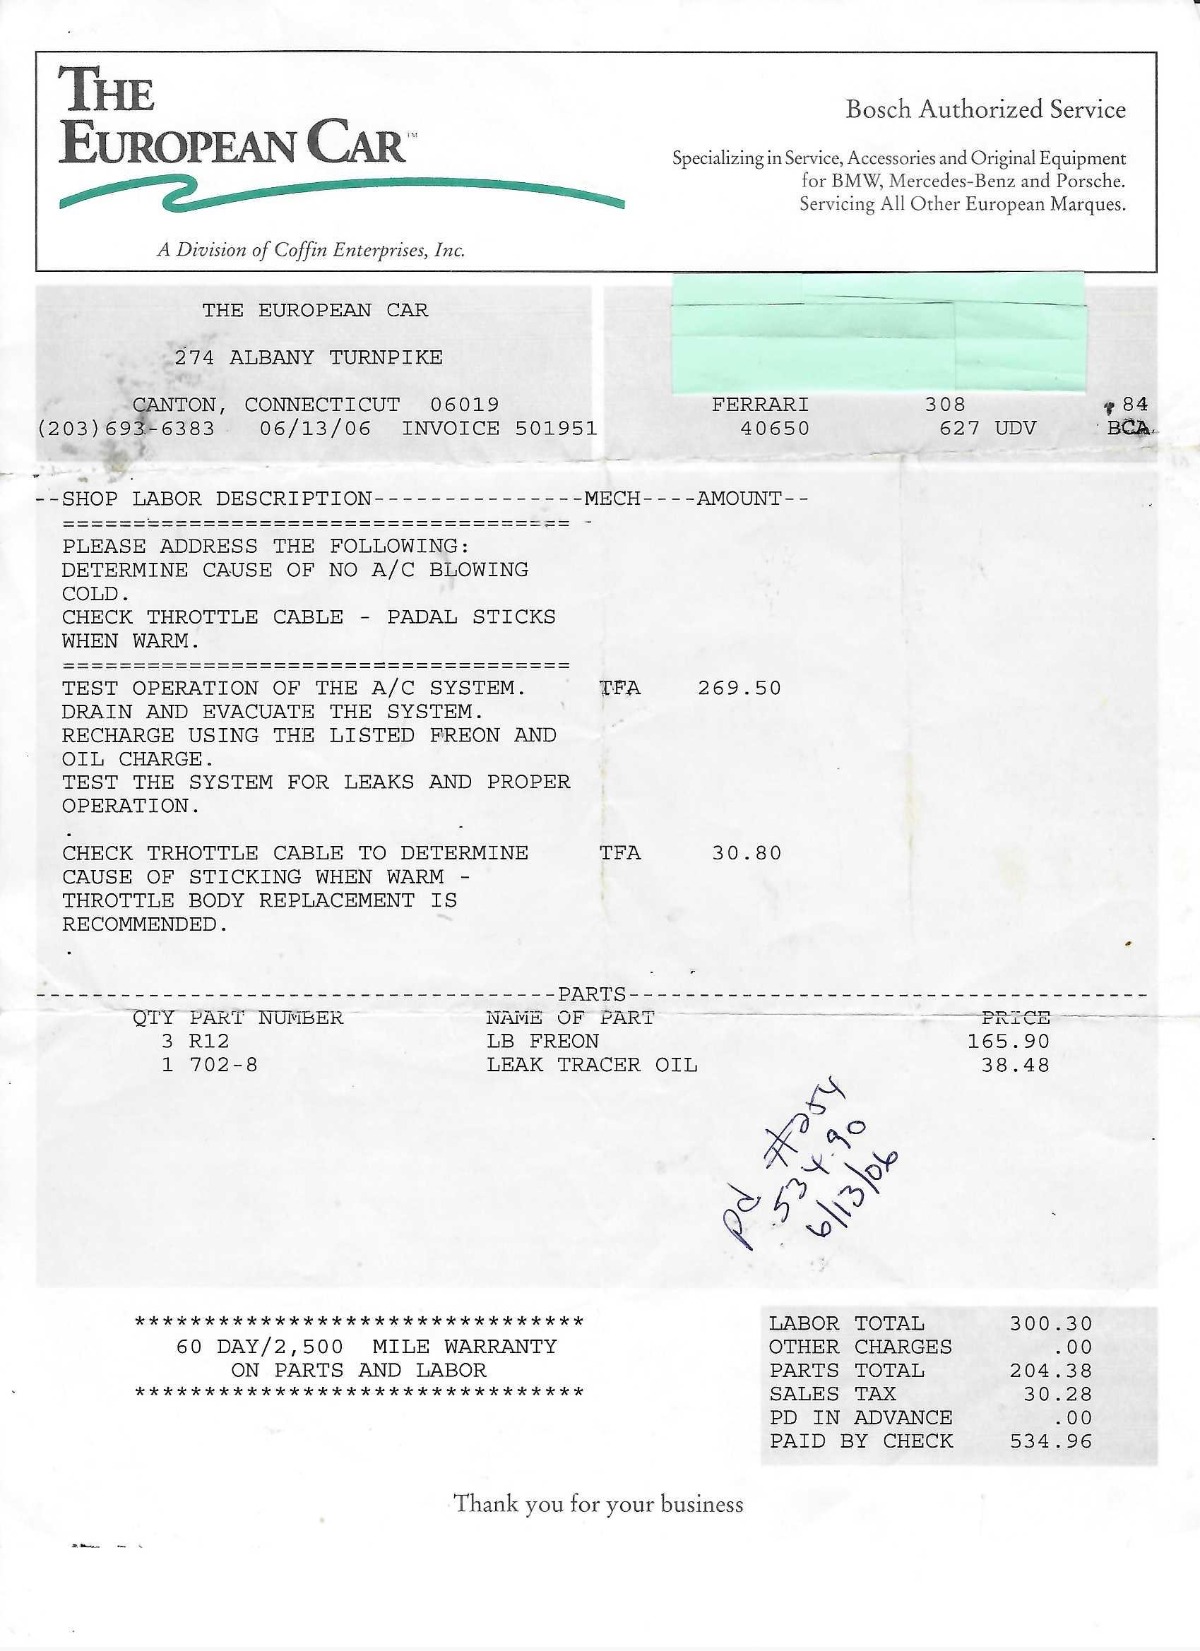 THE
EUROPEAN CAR™
A Division of Coffin Enterprises, Inc.
Bosch Authorized Service
Specializing in Service, Accessories and Original Equipment
for BMW, Mercedes-Benz and Porsche.
Servicing All Other European Marques.
THE EUROPEAN CAR
274 ALBANY TURNPIKE
CANTON, CONNECTICUT 06019
(203)693-6383 06/13/06 INVOICE 501951
FERRARI 308 84
40650 627 UDV BCA
--SHOP LABOR DESCRIPTION---------------MECH----AMOUNT--
====================================
PLEASE ADDRESS THE FOLLOWING:
DETERMINE CAUSE OF NO A/C BLOWING
COLD.
CHECK THROTTLE CABLE - PADAL STICKS
WHEN WARM.
====================================
TEST OPERATION OF THE A/C SYSTEM. TFA 269.50
DRAIN AND EVACUATE THE SYSTEM.
RECHARGE USING THE LISTED FREON AND
OIL CHARGE.
TEST THE SYSTEM FOR LEAKS AND PROPER
OPERATION.
.
CHECK TRHOTTLE CABLE TO DETERMINE TFA 30.80
CAUSE OF STICKING WHEN WARM -
THROTTLE BODY REPLACEMENT IS
RECOMMENDED.
.
-------------------------------------PARTS-------------------------------------
QTY PART NUMBER NAME OF PART PRICE
3 R12 LB FREON 165.90
1 702-8 LEAK TRACER OIL 38.48
pd #254
534.90
6/13/06
********************************
60 DAY/2,500 MILE WARRANTY
ON PARTS AND LABOR
********************************
LABOR TOTAL 300.30
OTHER CHARGES .00
PARTS TOTAL 204.38
SALES TAX 30.28
PD IN ADVANCE .00
PAID BY CHECK 534.96
Thank you for your business